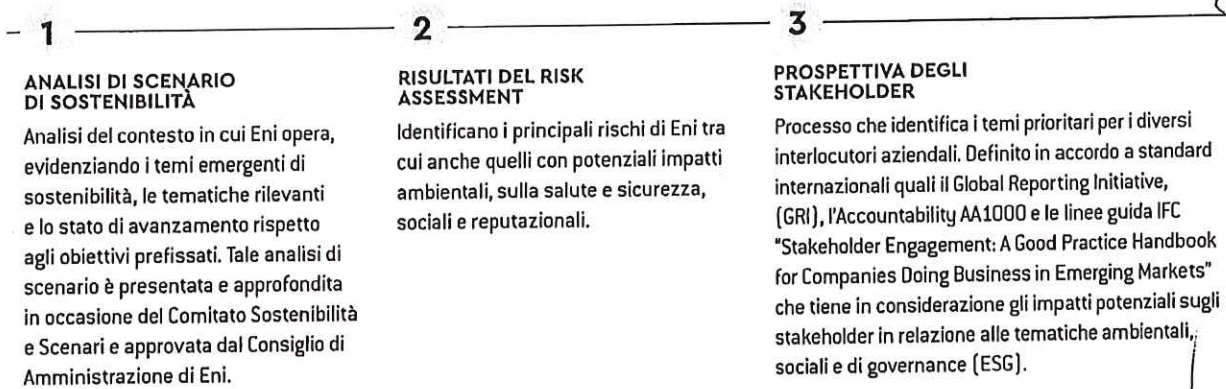 1
ANALISI DI SCENARIO
DI SOSTENIBILITÀ
Analisi del contesto in cui Eni opera,
evidenziando i temi emergenti di
sostenibilità, le tematiche rilevanti
e lo stato di avanzamento rispetto
agli obiettivi prefissati. Tale analisi di
scenario è presentata e approfondita
in occasione del Comitato Sostenibilità
e Scenari e approvata dal Consiglio di
Amministrazione di Eni.
2
RISULTATI DEL RISK
ASSESSMENT
Identificano i principali rischi di Eni tra
cui anche quelli con potenziali impatti
ambientali, sulla salute e sicurezza,
sociali e reputazionali.
3
PROSPETTIVA DEGLI
STAKEHOLDER
Processo che identifica i temi prioritari per i diversi
interlocutori aziendali. Definito in accordo a standard
internazionali quali il Global Reporting Initiative,
(GRI), l'Accountability AA1000 e le linee guida IFC
"Stakeholder Engagement: A Good Practice Handbook
for Companies Doing Business in Emerging Markets"
che tiene in considerazione gli impatti potenziali sugli
stakeholder in relazione alle tematiche ambientali,
sociali e di governance (ESG).